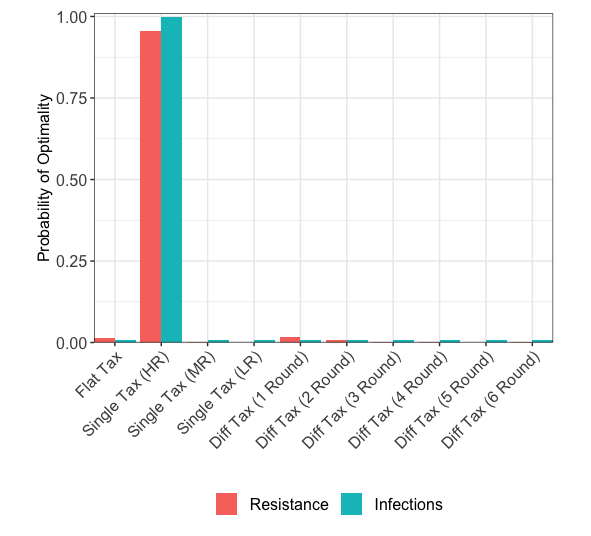 Probability of Optimality
1.00
0.75
0.50
0.25
0.00
Flat Tax
Single Tax (HR)
Single Tax (MR)
Single Tax (LR)
Diff Tax (1 Round)
Diff Tax (2 Round)
Diff Tax (3 Round)
Diff Tax (4 Round)
Diff Tax (5 Round)
Diff Tax (6 Round)
Resistance Infections